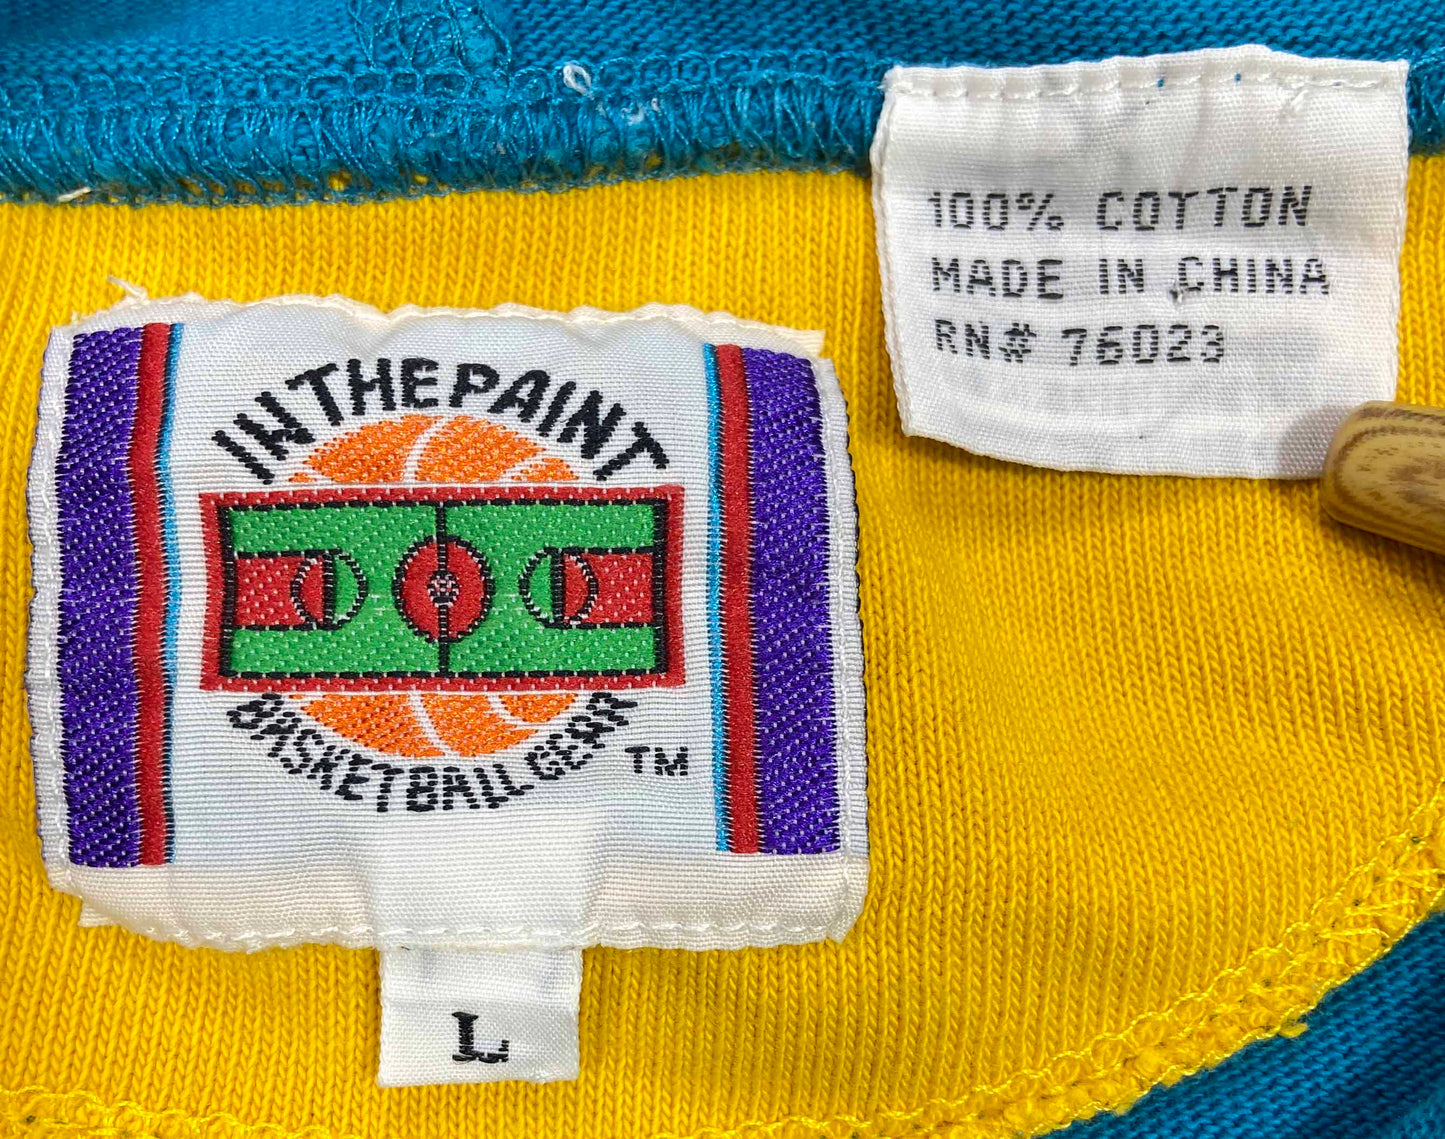 IN THE PAINT
BASKETBALL GEAR TM
L
100% COTTON
MADE IN CHINA
RN# 76023